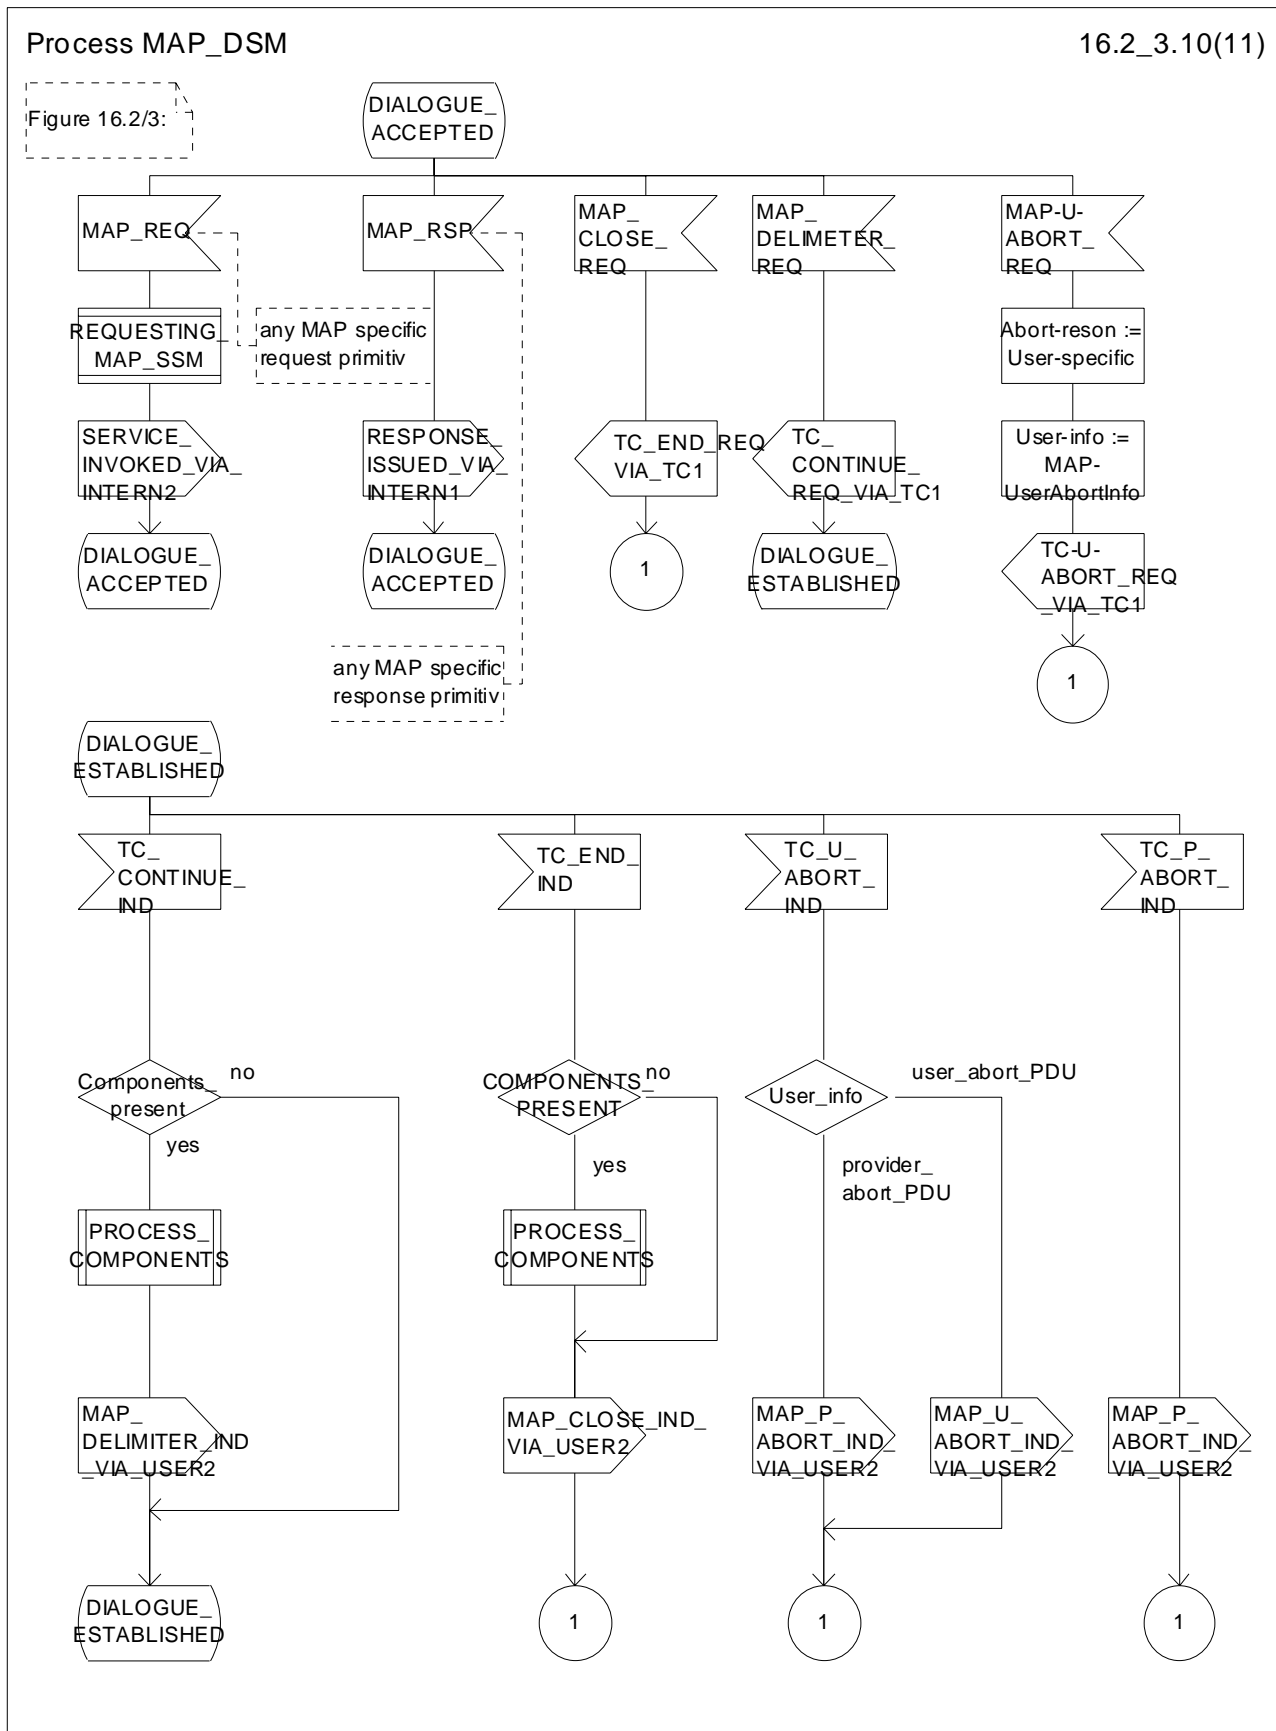 Process MAP_DSM
16.2_3.10(11)
Figure 16.2/3:
DIALOGUE_
ACCEPTED
MAP_REQ
MAP_RSP
MAP_
CLOSE_
REQ
MAP_
DELIMETER_
REQ
MAP-U-
ABORT_
REQ
REQUESTING_
MAP_SSM
any MAP specific
request primitiv
Abort-reson :=
User-specific
SERVICE_
INVOKED_VIA_
INTERN2
RESPONSE_
ISSUED_VIA_
INTERN1
TC_END_REQ
VIA_TC1
TC_
CONTINUE_
REQ_VIA_TC1
User-info :=
MAP-
UserAbortInfo
DIALOGUE_
ACCEPTED
DIALOGUE_
ACCEPTED
1
DIALOGUE_
ESTABLISHED
TC-U-
ABORT_REQ
_VIA_TC1
any MAP specific
response primitiv
1
DIALOGUE_
ESTABLISHED
TC_
CONTINUE_
IND
TC_END_
IND
TC_U_
ABORT_
IND
TC_P_
ABORT_
IND
Components_
present
no
yes
COMPONENTS_
PRESENT
no
yes
User_info
user_abort_PDU
provider_
abort_PDU
PROCESS_
COMPONENTS
PROCESS_
COMPONENTS
MAP_
DELIMITER_IND
_VIA_USER2
MAP_CLOSE_IND_
VIA_USER2
MAP_P_
ABORT_IND_
VIA_USER2
MAP_U_
ABORT_IND_
VIA_USER2
MAP_P_
ABORT_IND_
VIA_USER2
DIALOGUE_
ESTABLISHED
1
1
1